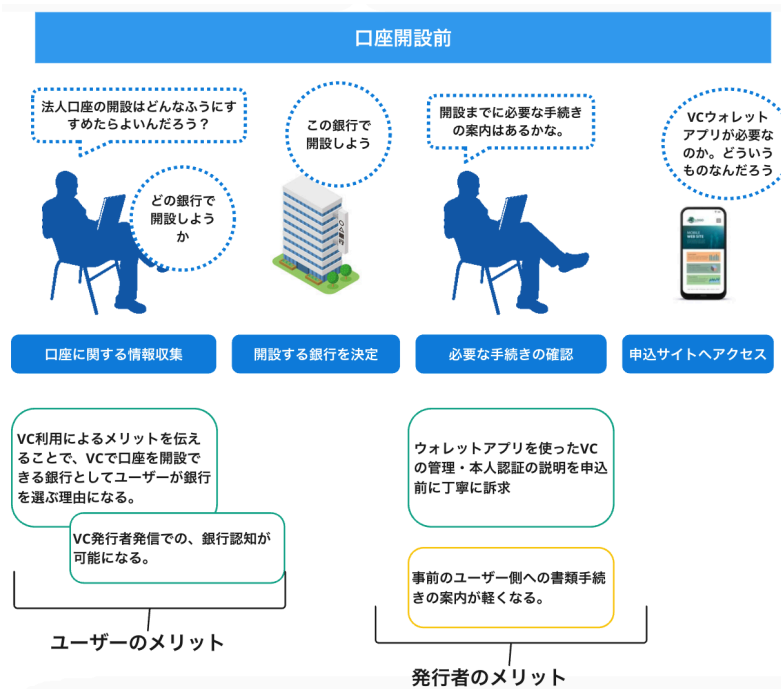 口座開設前
法人口座の開設はどんなふうにす
すめたらよいんだろう？
どの銀行で
開設しよう
か
この銀行で
開設しよう
開設までに必要な手続き
の案内はあるかな。
VCウォレット
アプリが必要な
のか。どういう
ものなんだろう
口座に関する情報収集
開設する銀行を決定
必要な手続きの確認
申込サイトへアクセス
VC利用によるメリットを伝え
ることで、VCで口座を開設で
きる銀行としてユーザーが銀行
を選ぶ理由になる。
VC発行者発信での、銀行認知が
可能になる。
ウォレットアプリを使ったVC
の管理・本人認証の説明を申込
前に丁寧に訴求
事前のユーザー側への書類手続
きの案内が軽くなる。
ユーザーのメリット
発行者のメリット